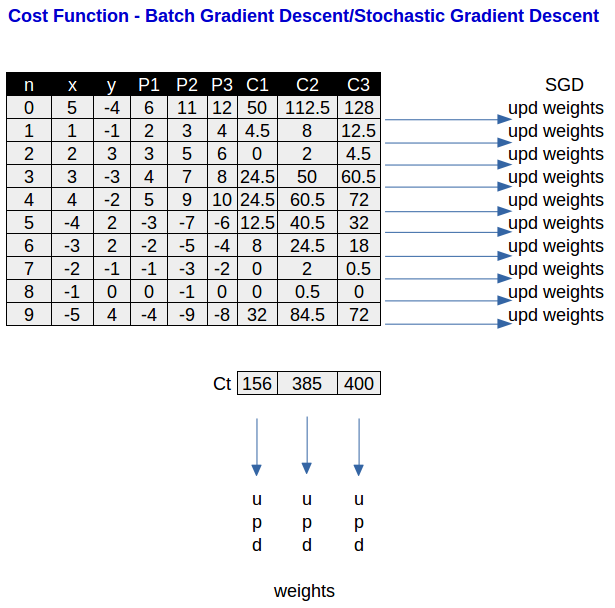 Cost Function - Batch Gradient Descent/Stochastic Gradient Descent
n x y P1 P2 P3 C1 C2 C3 SGD
0 5 -4 6 11 12 50 112.5 128 upd weights
1 1 -1 2 3 4 4.5 8 12.5 upd weights
2 2 3 3 5 6 0 2 4.5 upd weights
3 3 -3 4 7 8 24.5 50 60.5 upd weights
4 4 -2 5 9 10 24.5 60.5 72 upd weights
5 -4 2 -3 -7 -6 12.5 40.5 32 upd weights
6 -3 2 -2 -5 -4 8 24.5 18 upd weights
7 -2 -1 -1 -3 -2 0 2 0.5 upd weights
8 -1 0 0 -1 0 0 0.5 0 upd weights
9 -5 4 -4 -9 -8 32 84.5 72 upd weights
Ct 156 385 400
u u u
p p p
d d d
weights